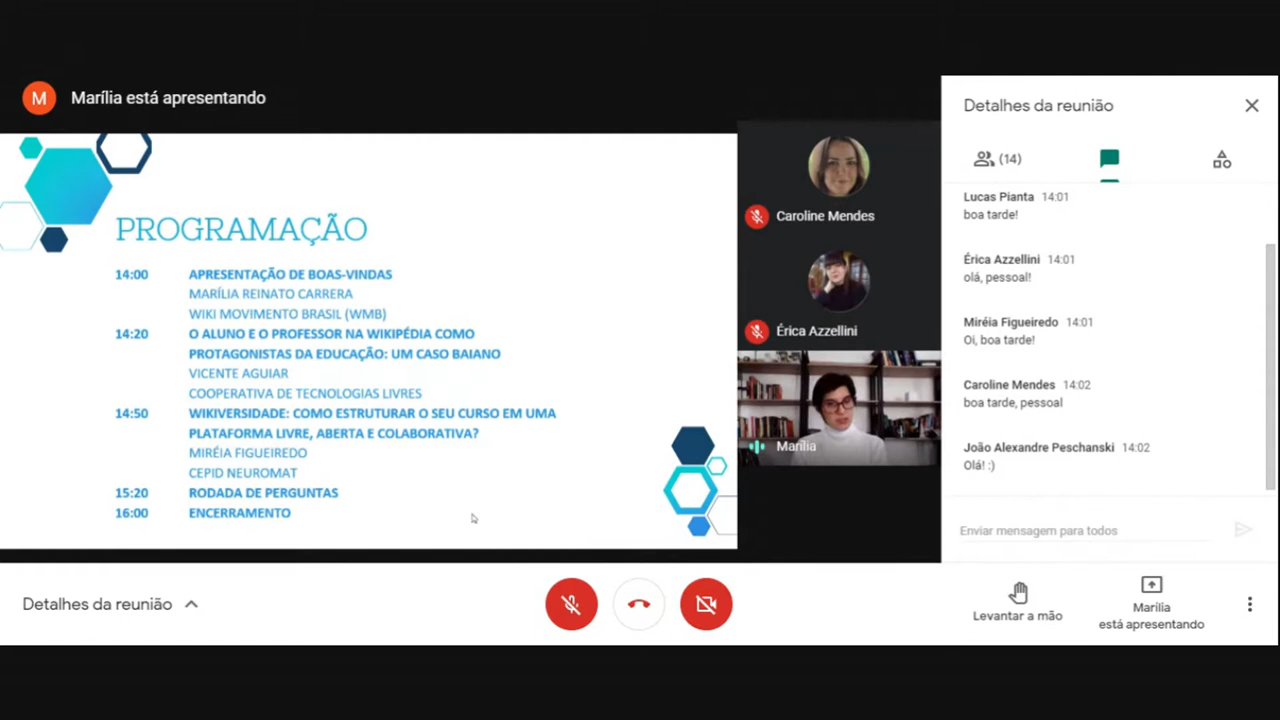 M
Marília está apresentando
PROGRAMAÇÃO
14:00 APRESENTAÇÃO DE BOAS-VINDAS
MARÍLIA REINATO CARRERA
WIKI MOVIMENTO BRASIL (WMB)
14:20 O ALUNO E O PROFESSOR NA WIKIPÉDIA COMO
PROTAGONISTAS DA EDUCAÇÃO: UM CASO BAIANO
VICENTE AGUIAR
COOPERATIVA DE TECNOLOGIAS LIVRES
14:50 WIKIVERSIDADE: COMO ESTRUTURAR O SEU CURSO EM UMA
PLATAFORMA LIVRE, ABERTA E COLABORATIVA?
MIRÉIA FIGUEIREDO
CEPID NEUROMAT
15:20 RODADA DE PERGUNTAS
16:00 ENCERRAMENTO
Caroline Mendes
Érica Azzellini
Marília
Detalhes da reunião
(14)
Lucas Pianta 14:01
boa tarde!
Érica Azzellini 14:01
olá, pessoal!
Miréia Figueiredo 14:01
Oi, boa tarde!
Caroline Mendes 14:02
boa tarde, pessoal
João Alexandre Peschanski 14:02
Olá! :)
Enviar mensagem para todos
Detalhes da reunião
Levantar a mão
Marília
está apresentando